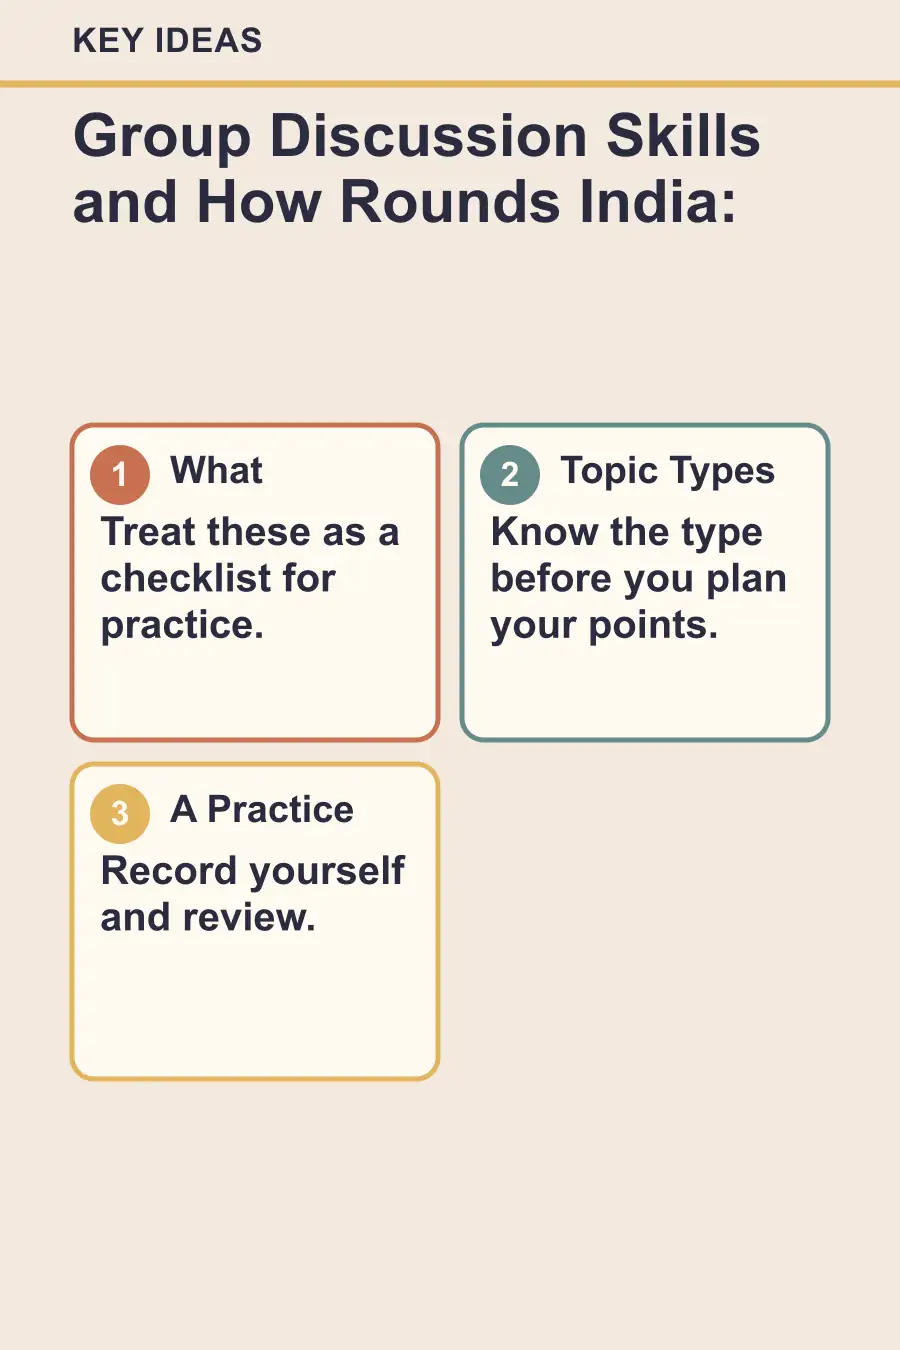 KEY IDEAS
Group Discussion Skills
and How Rounds India:
1 What
Treat these as a
checklist for
practice.
2 Topic Types
Know the type
before you plan
your points.
3 A Practice
Record yourself
and review.